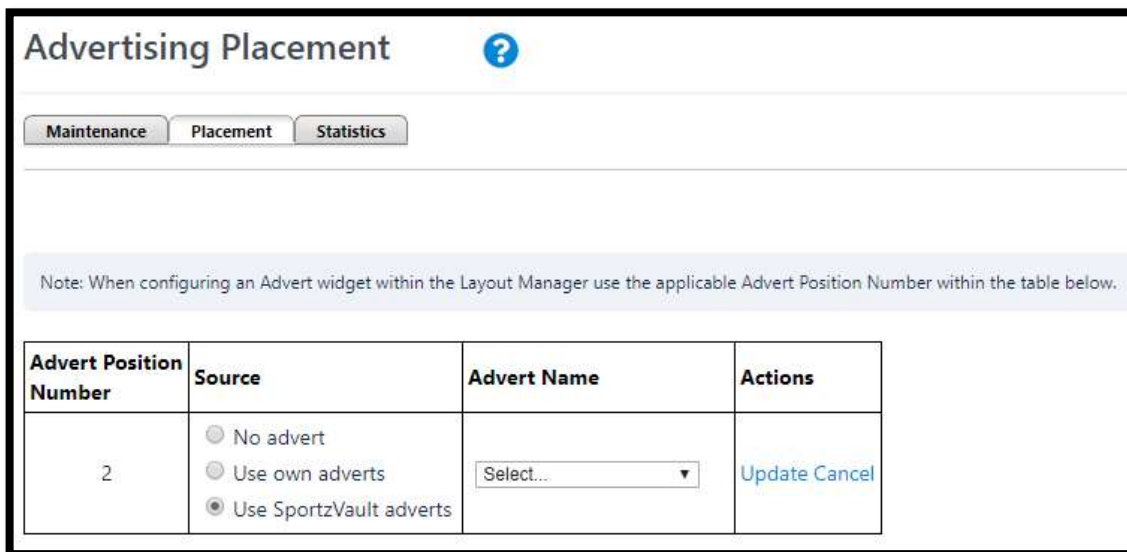 Advertising Placement ?
Maintenance Placement Statistics
Note: When configuring an Advert widget within the Layout Manager use the applicable Advert Position Number within the table below.
Advert Position Number Source Advert Name Actions
2
No advert
Use own adverts
Use SportzVault adverts
Select...
Update Cancel